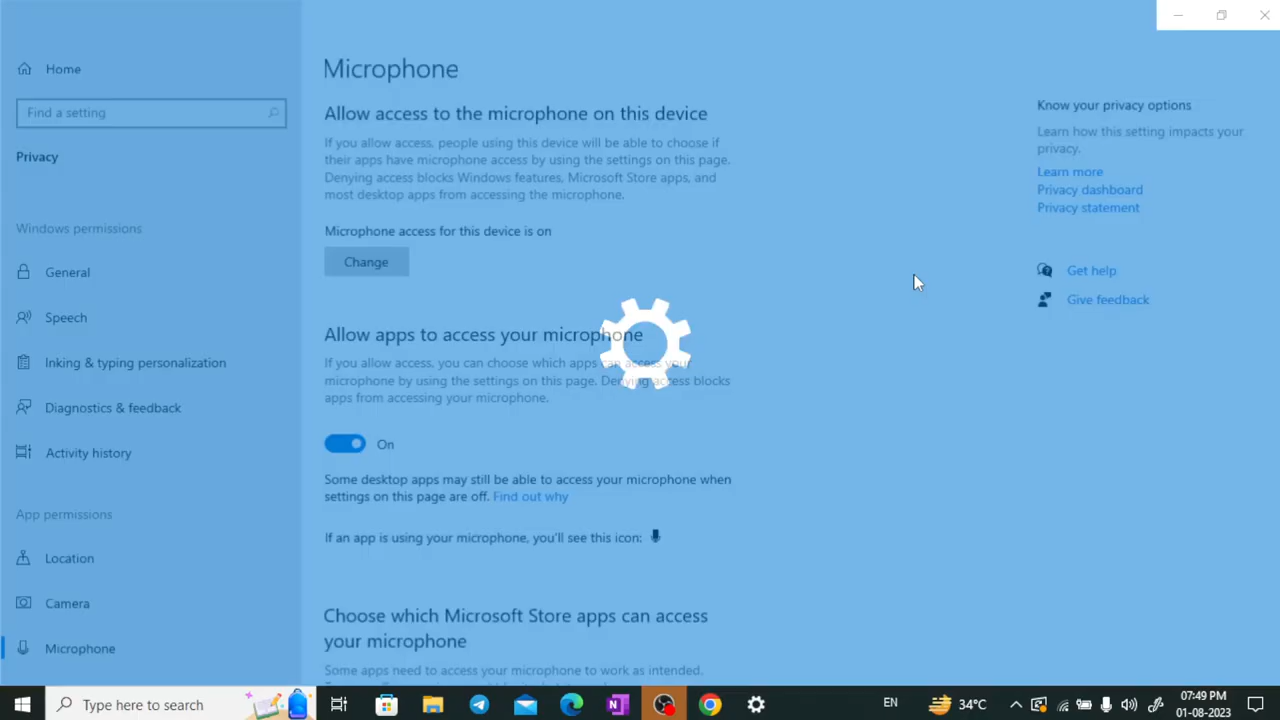 Home
Find a setting
Privacy
Windows permissions
General
Speech
Inking & typing personalization
Diagnostics & feedback
Activity history
App permissions
Location
Camera
Microphone
Microphone
Allow access to the microphone on this device
If you allow access, people using this device will be able to choose if
their apps have microphone access by using the settings on this page.
Denying access blocks Windows features, Microsoft Store apps, and
most desktop apps from accessing the microphone.
Microphone access for this device is on
Change
Allow apps to access your microphone
If you allow access, you can choose which apps can access your
microphone by using the settings on this page. Denying access blocks
apps from accessing your microphone.
On
Some desktop apps may still be able to access your microphone when
settings on this page are off. Find out why
If an app is using your microphone, you'll see this icon:
Choose which Microsoft Store apps can access
your microphone
Some apps need to access your microphone to work as intended.
Know your privacy options
Learn how this setting impacts your
privacy.
Learn more
Privacy dashboard
Privacy statement
Get help
Give feedback
Type here to search
N
EN
34°C
07:49 PM
01-08-2023